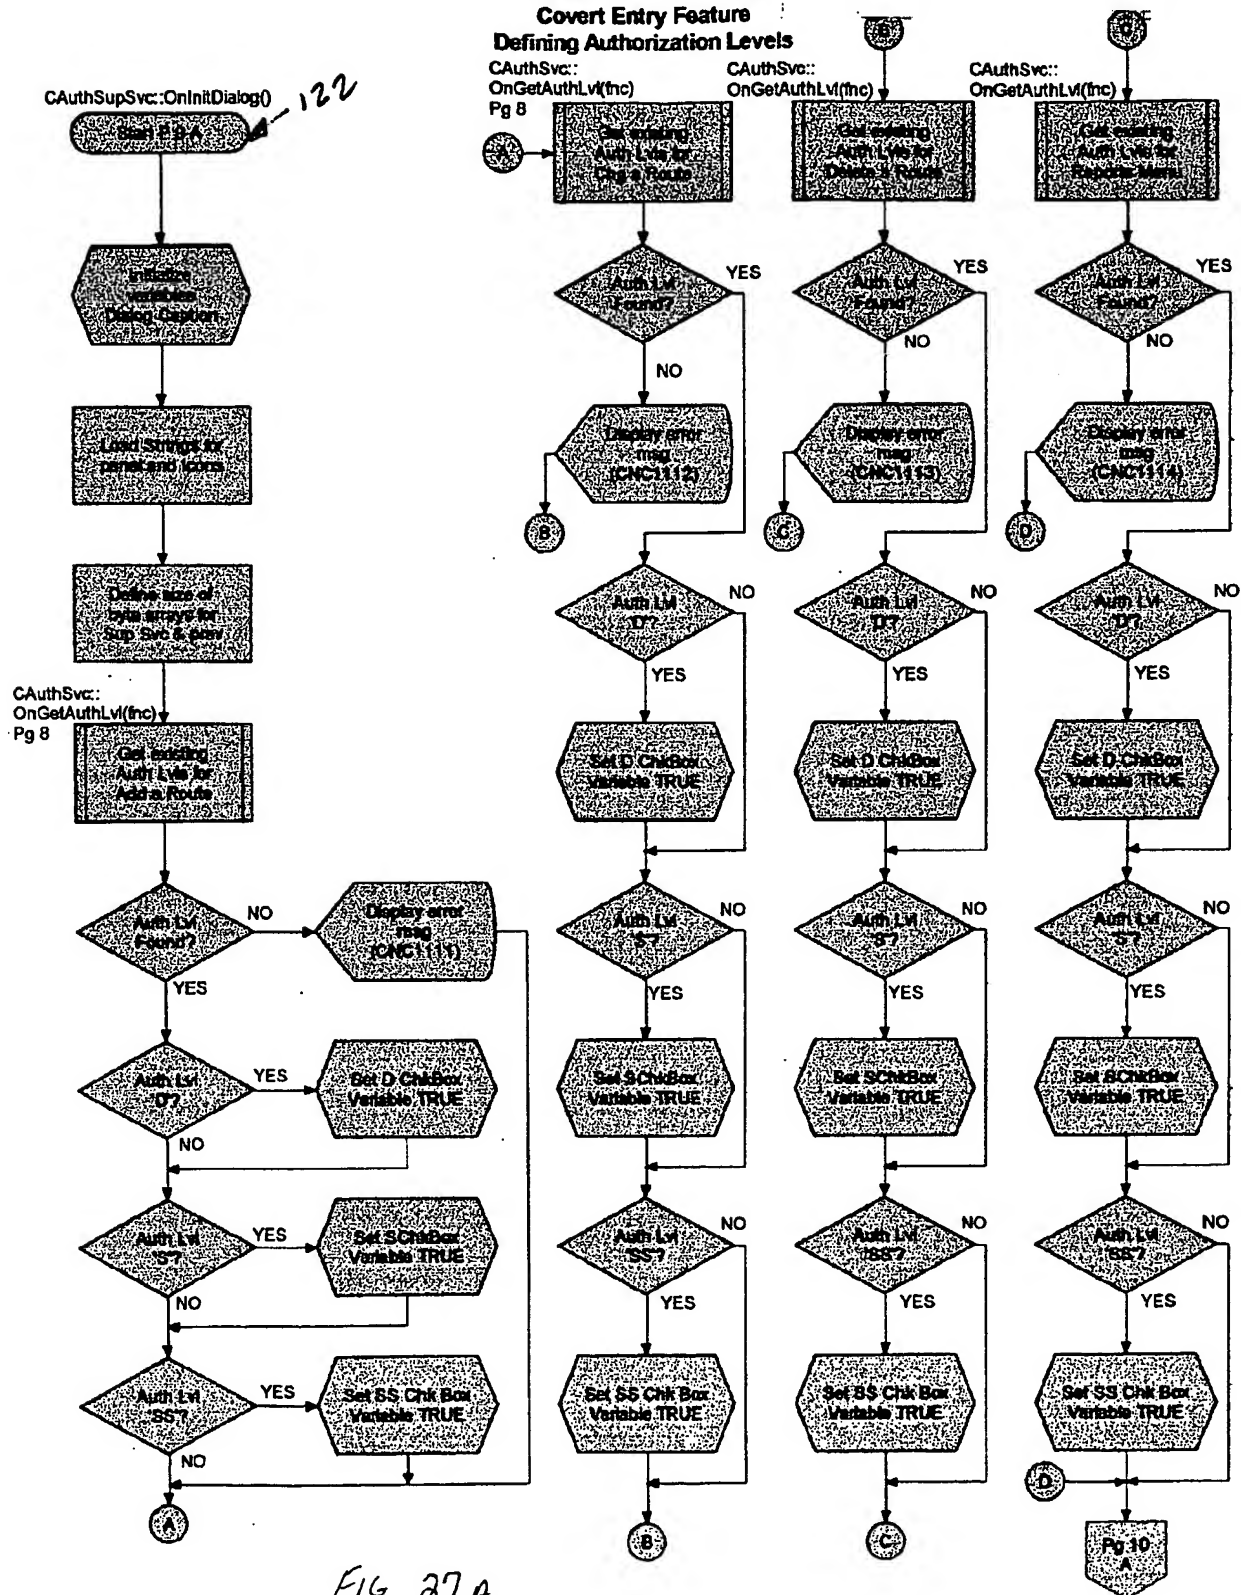 Covert Entry Feature
Defining Authorization Levels
CAuthSupSvc::OnInitDialog()
122
Start P 9 A
Initialize
variables
Dialog Caption
Load Strings for
panel and Icons
Define size of
byte arrays for
Sup Svc &
CAuthSvc::
OnGetAuthLvl(fnc)
Pg 8
Get existing
Auth Lvls for
Add a Route
Auth Lvl
Found?
NO
YES
Display error
msg
(CNC1111)
Auth Lvl
'D'?
YES
NO
Set D ChkBox
Variable TRUE
Auth Lvl
'S'?
YES
NO
Set SChkBox
Variable TRUE
Auth Lvl
'SS'?
YES
NO
Set SS Chk Box
Variable TRUE
A
CAuthSvc::
OnGetAuthLvl(fnc)
Pg 8
A
Get existing
Auth Lvls for
Chg a Route
Auth Lvl
Found?
YES
NO
Display error
msg
(CNC1112)
B
Auth Lvl
'D'?
NO
YES
Set D ChkBox
Variable TRUE
Auth Lvl
'S'?
NO
YES
Set SChkBox
Variable TRUE
Auth Lvl
'SS'?
NO
YES
Set SS Chk Box
Variable TRUE
B
B
CAuthSvc::
OnGetAuthLvl(fnc)
Get existing
Auth Lvls for
Delete a Route
Auth Lvl
Found?
YES
NO
Display error
msg
(CNC1113)
C
Auth Lvl
'D'?
NO
YES
Set D ChkBox
Variable TRUE
Auth Lvl
'S'?
NO
YES
Set SChkBox
Variable TRUE
Auth Lvl
'SS'?
NO
YES
Set SS Chk Box
Variable TRUE
C
C
CAuthSvc::
OnGetAuthLvl(fnc)
Get existing
Auth Lvls for
Reports Menu
Auth Lvl
Found?
YES
NO
Display error
msg
(CNC1114)
D
Auth Lvl
'D'?
NO
YES
Set D ChkBox
Variable TRUE
Auth Lvl
'S'?
NO
YES
Set SChkBox
Variable TRUE
Auth Lvl
'SS'?
NO
YES
Set SS Chk Box
Variable TRUE
D
Pg 10
A
FIG. 27A